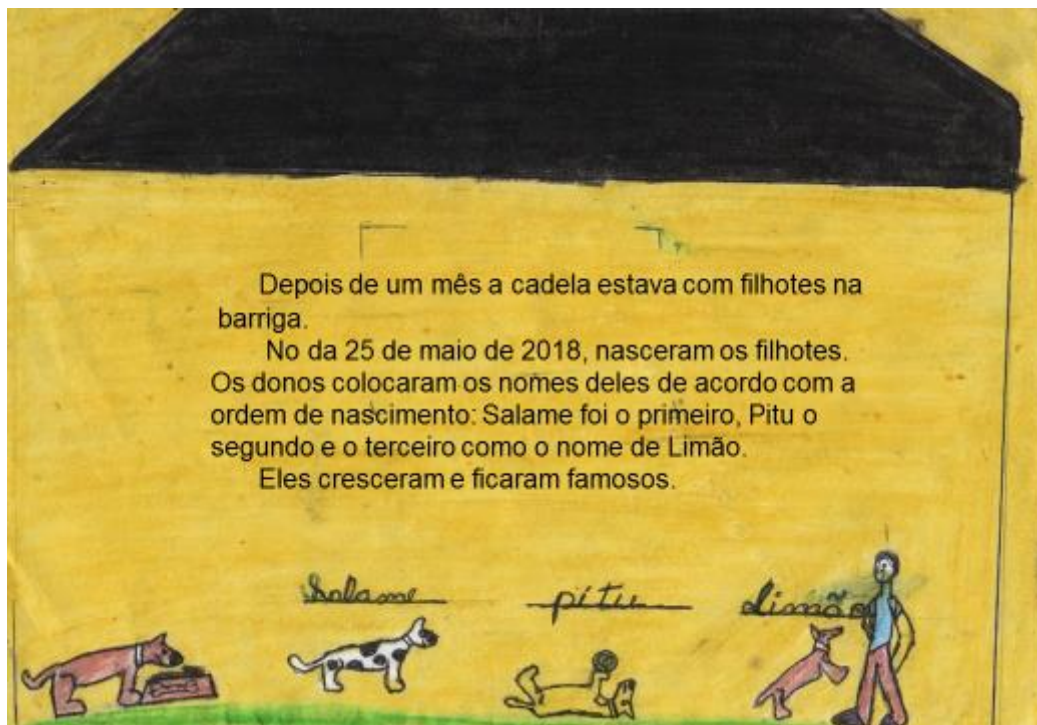 Depois de um mês a cadela estava com filhotes na
barriga.
No da 25 de maio de 2018, nasceram os filhotes.
Os donos colocaram os nomes deles de acordo com a
ordem de nascimento: Salame foi o primeiro, Pitu o
segundo e o terceiro como o nome de Limão.
Eles cresceram e ficaram famosos.
Salame pitu Limão